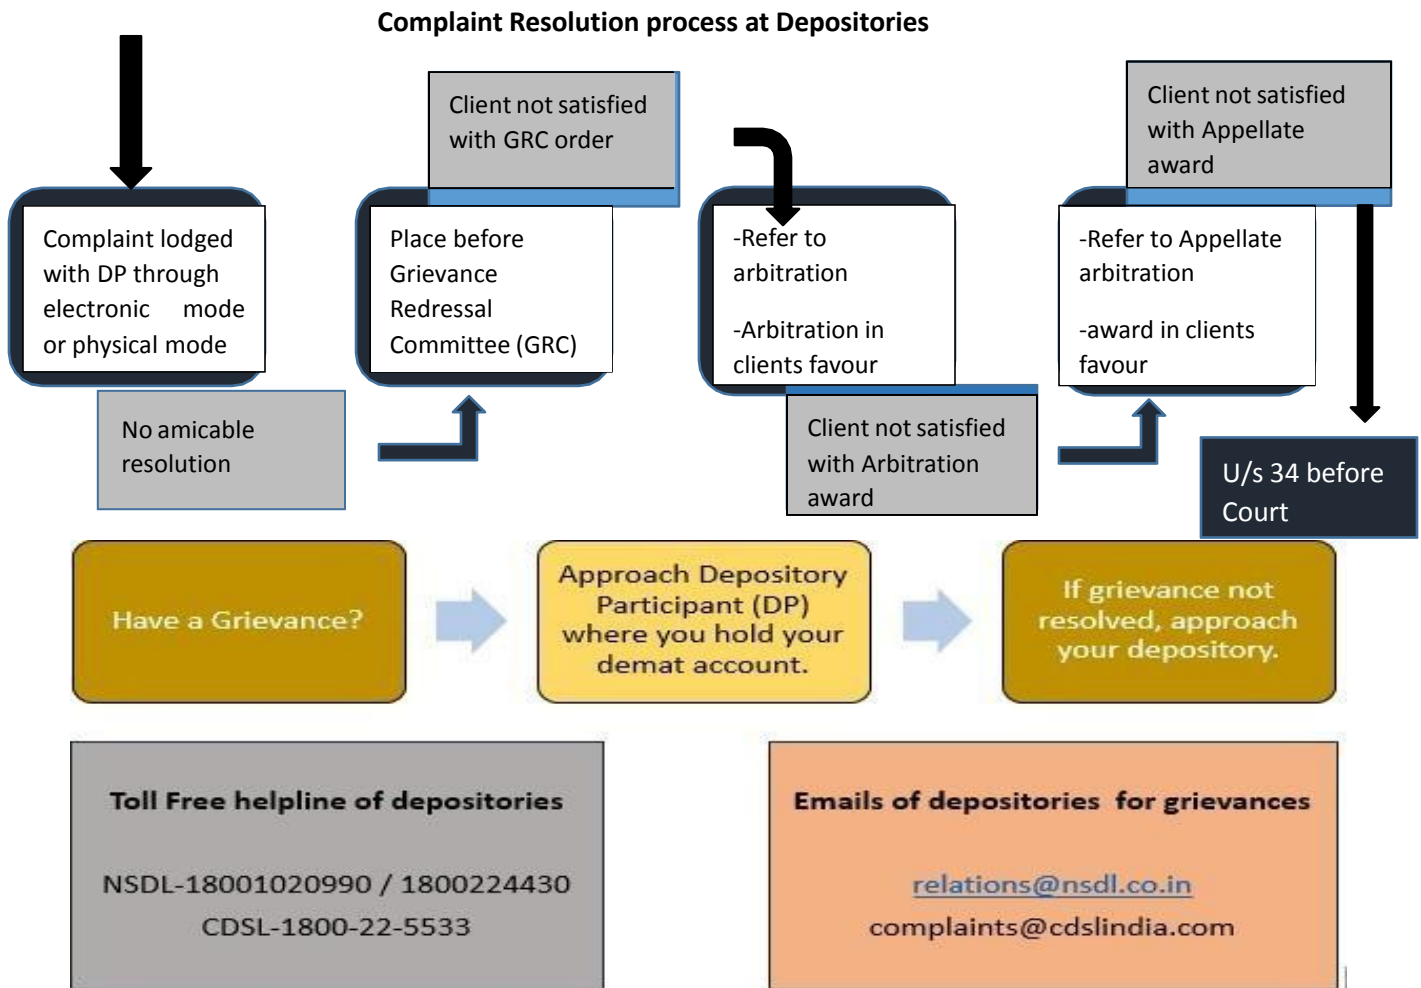 Complaint Resolution process at Depositories
Client not satisfied
with GRC order
Client not satisfied
with Appellate
award
Complaint lodged
with DP through
electronic mode
or physical mode
Place before
Grievance
Redressal
Committee (GRC)
-Refer to
arbitration
-Arbitration in
clients favour
-Refer to Appellate
arbitration
-award in clients
favour
No amicable
resolution
Client not satisfied
with Arbitration
award
U/s 34 before
Court
Have a Grievance?
Approach Depository
Participant (DP)
where you hold your
demat account.
If grievance not
resolved, approach
your depository.
Toll Free helpline of depositories
NSDL-18001020990 / 1800224430
CDSL-1800-22-5533
Emails of depositories for grievances
relations@nsdl.co.in
complaints@cdslindia.com